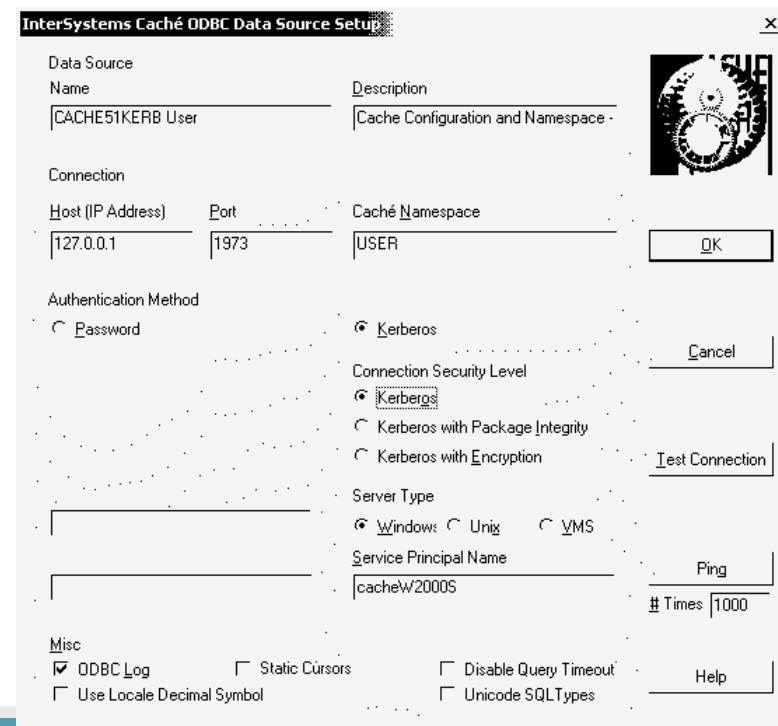 InterSystems Caché ODBC Data Source Setup
Data Source
Name Description
CACHE51KERB User Cache Configuration and Namespace -
Connection
Host (IP Address) Port Caché Namespace
127.0.0.1 1973 USER
OK
Authentication Method
Password Kerberos
Cancel
Connection Security Level
Kerberos
Kerberos with Package Integrity
Kerberos with Encryption
Test Connection
Server Type
Windows Unix VMS
Service Principal Name
Ping
cacheW2000S
# Times 1000
Misc
ODBC Log Static Cursors Disable Query Timeout
Help
Use Locale Decimal Symbol Unicode SQLTypes